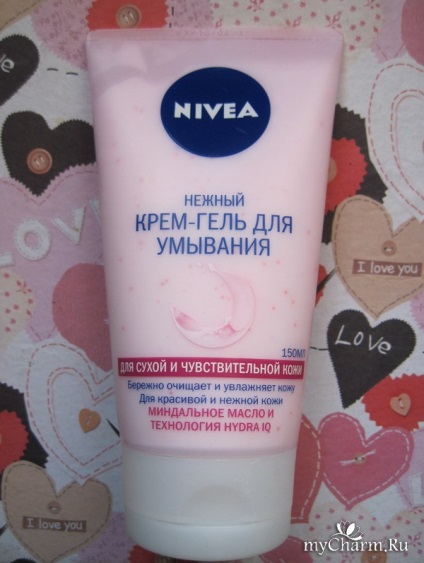 NIVEA
НЕЖНЫЙ
КРЕМ-ГЕЛЬ ДЛЯ
УМЫВАНИЯ
150МЛ
ДЛЯ СУХОЙ И ЧУВСТВИТЕЛЬНОЙ КОЖИ
Бережно очищает и увлажняет кожу
Для красивой и нежной кожи
МИНДАЛЬНОЕ МАСЛО И
ТЕХНОЛОГИЯ HYDRA IQ
Love
LOVE
I love you
Love
I love you
myCharm.Ru